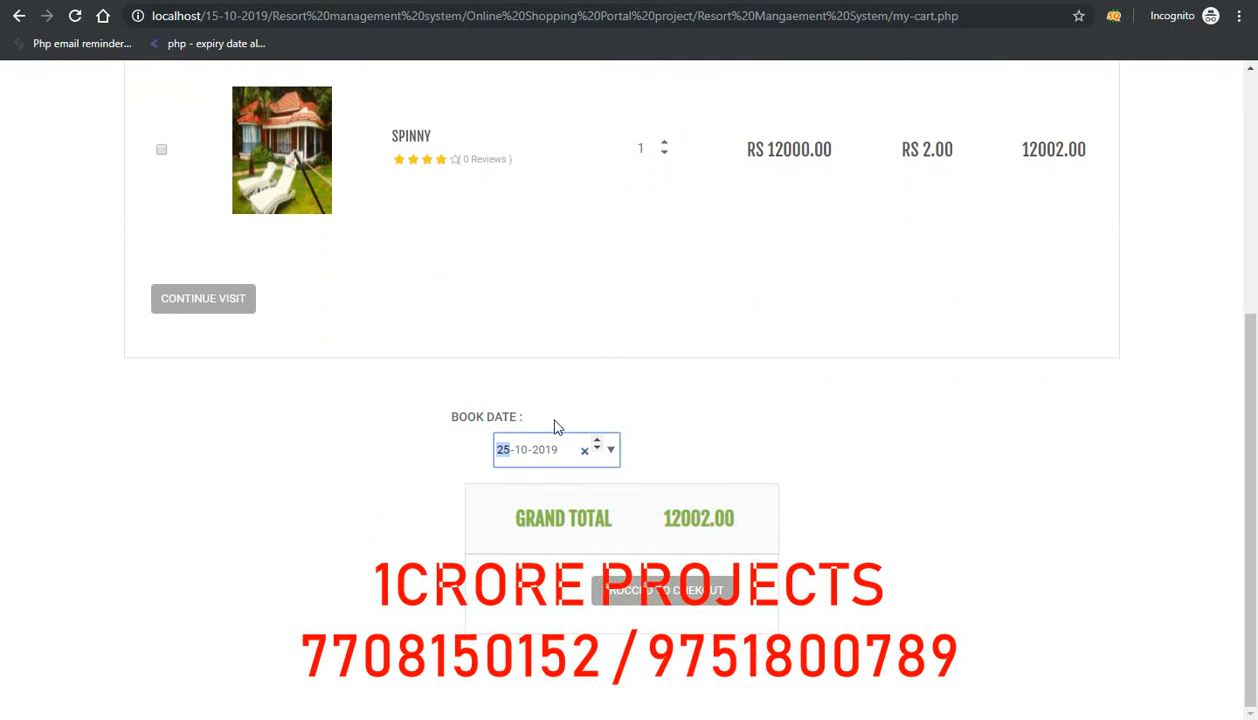 localhost/15-10-2019/Resort%20management%20system/Online%20Shopping%20Portal%20project/Resort%20Mangaement%20System/my-cart.php
Incognito
Php email reminder...
php - expiry date al...
SPINNY
( 0 Reviews )
1
RS 12000.00
RS 2.00
12002.00
CONTINUE VISIT
BOOK DATE :
25-10-2019
GRAND TOTAL 12002.00
1CRORE PROJECTS
7708150152 / 9751800789